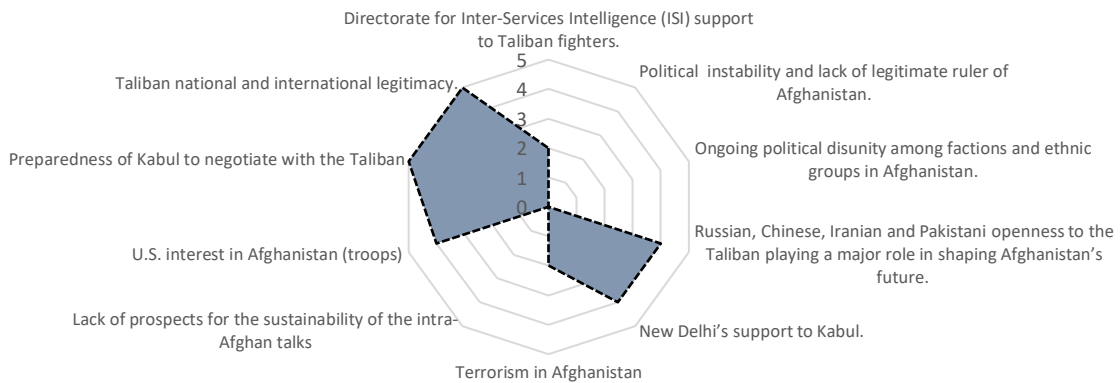 Directorate for Inter-Services Intelligence (ISI) support
to Taliban fighters.
5
Political  instability and lack of legitimate ruler of
Afghanistan.
Taliban national and international legitimacy.
4
3
Ongoing political disunity among factions and ethnic
groups in Afghanistan.
Preparedness of Kabul to negotiate with the Taliban
2
1
0
Russian, Chinese, Iranian and Pakistani openness to the
Taliban playing a major role in shaping Afghanistan’s
future.
U.S. interest in Afghanistan (troops)
New Delhi’s support to Kabul.
Lack of prospects for the sustainability of the intra-
Afghan talks
Terrorism in Afghanistan